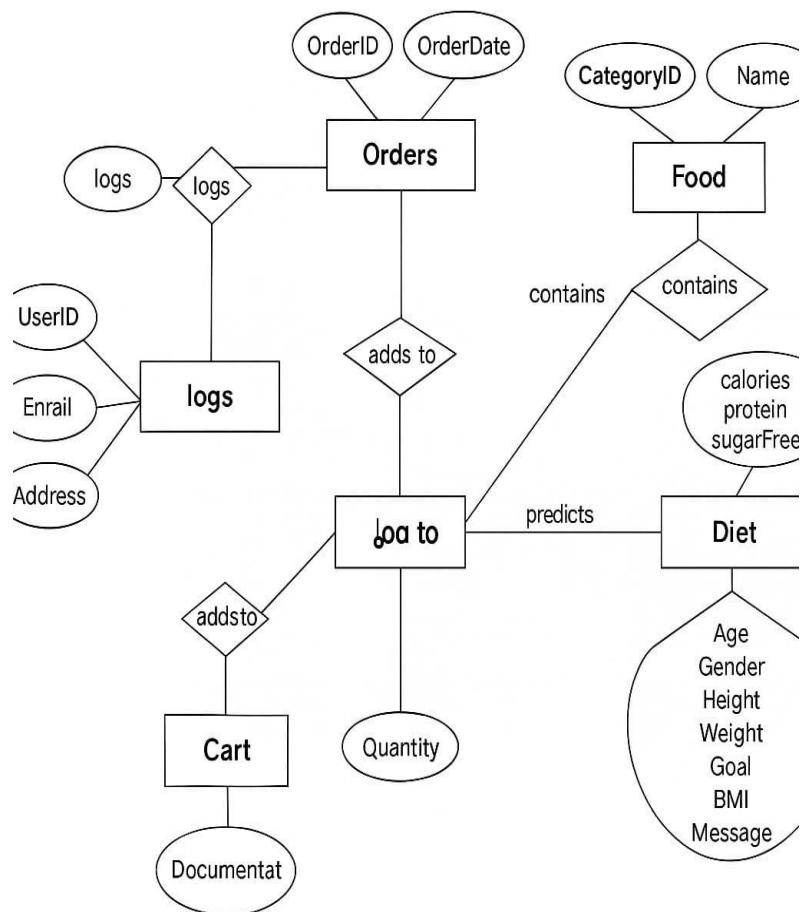 OrderID
OrderDate
CategoryID
Name
Orders
Food
logs
logs
contains
contains
UserID
adds to
logs
Enrail
Address
calories
protein
sugarFree
predicts
Diet
addsto
Age
Gender
Height
Weight
Goal
BMI
Message
Cart
Quantity
Documentat